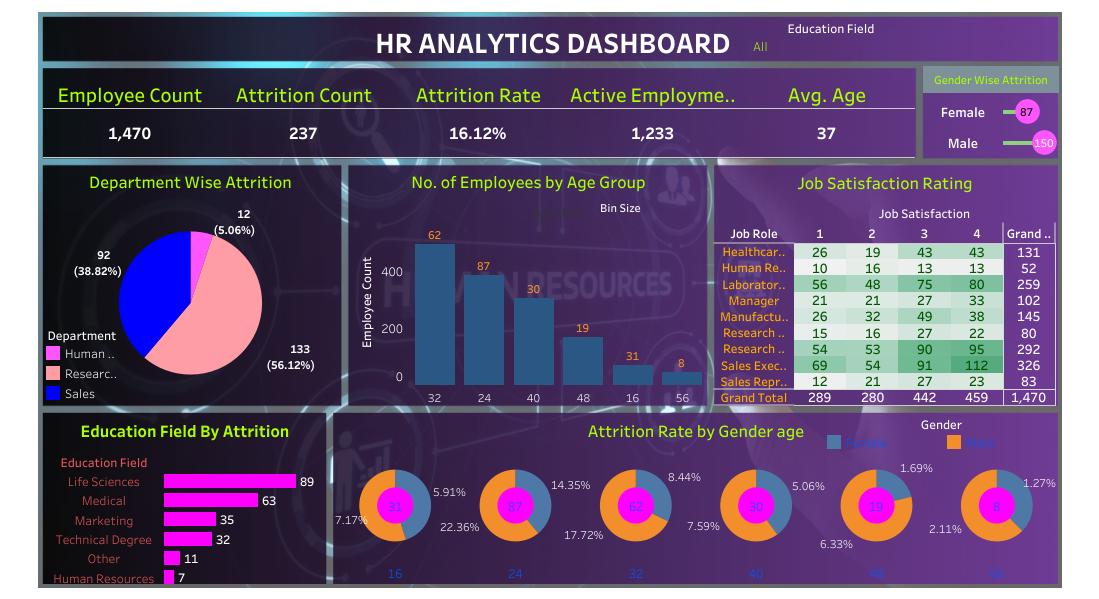 HR ANALYTICS DASHBOARD
Education Field
All
Employee Count
Attrition Count
Attrition Rate
Active Employme..
Avg. Age
1,470
237
16.12%
1,233
37
Gender Wise Attrition
Female
87
Male
150
Department Wise Attrition
12
(5.06%)
92
(38.82%)
133
(56.12%)
Department
Human ..
Researc..
Sales
No. of Employees by Age Group
Bin Size
Employee Count
400
200
0
62
87
30
19
31
8
32 24 40 48 16 56
HUMAN RESOURCES
Job Satisfaction Rating
Job Satisfaction
Job Role 1 2 3 4 Grand ..
Healthcar.. 26 19 43 43 131
Human Re.. 10 16 13 13 52
Laborator.. 56 48 75 80 259
Manager 21 21 27 33 102
Manufactu.. 26 32 49 38 145
Research .. 15 16 27 22 80
Research .. 54 53 90 95 292
Sales Exec.. 69 54 91 112 326
Sales Repr.. 12 21 27 23 83
Grand Total 289 280 442 459 1,470
Education Field By Attrition
Education Field
Life Sciences 89
Medical 63
Marketing 35
Technical Degree 32
Other 11
Human Resources 7
Attrition Rate by Gender age
Gender
Female
Male
5.91%
7.17%
31
14.35%
22.36%
87
8.44%
17.72%
62
5.06%
7.59%
30
1.69%
6.33%
19
1.27%
2.11%
8
16 24 32 40 48